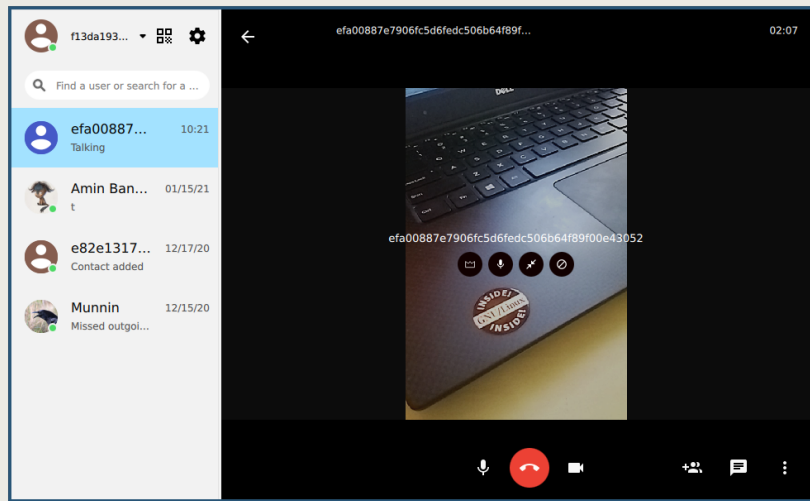 f13da193...
Find a user or search for a ...
efa00887...
10:21
Talking
Amin Ban...
01/15/21
t
e82e1317...
12/17/20
Contact added
Munnin
12/15/20
Missed outgoi...
efa00887e7906fc5d6fedc506b64f89f...
02:07
DELL
efa00887e7906fc5d6fedc506b64f89f00e43052
INSIDE!
GNU/Linux
INSIDE!